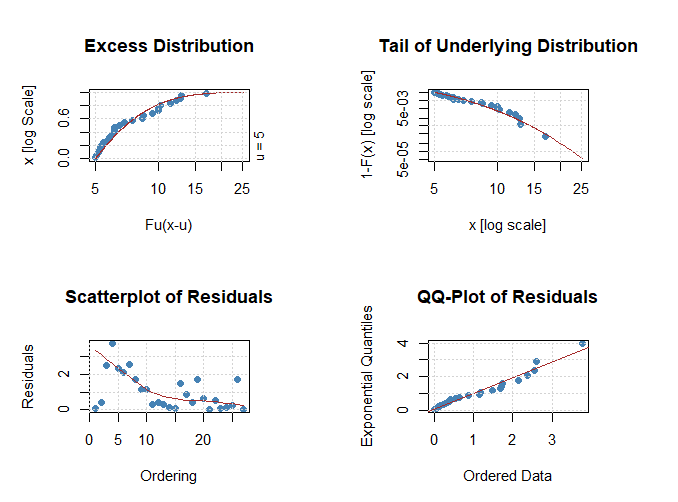 Excess Distribution
x [log Scale]
0.0 0.6
5 10 15 25
u = 5
Fu(x-u)
Tail of Underlying Distribution
1-F(x) [log scale]
5e-05 5e-03
5 10 15 25
x [log scale]
Scatterplot of Residuals
Residuals
0 2
0 5 10 20
Ordering
QQ-Plot of Residuals
Exponential Quantiles
0 2 4
0 1 2 3
Ordered Data